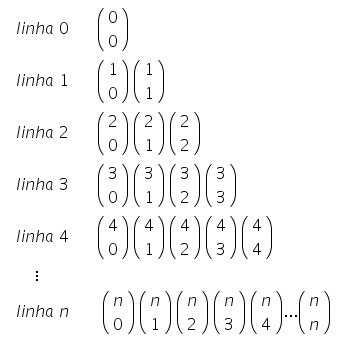 linha 0 (0 0)
linha 1 (1 0) (1 1)
linha 2 (2 0) (2 1) (2 2)
linha 3 (3 0) (3 1) (3 2) (3 3)
linha 4 (4 0) (4 1) (4 2) (4 3) (4 4)
⋮
linha n (n 0) (n 1) (n 2) (n 3) (n 4) ... (n n)